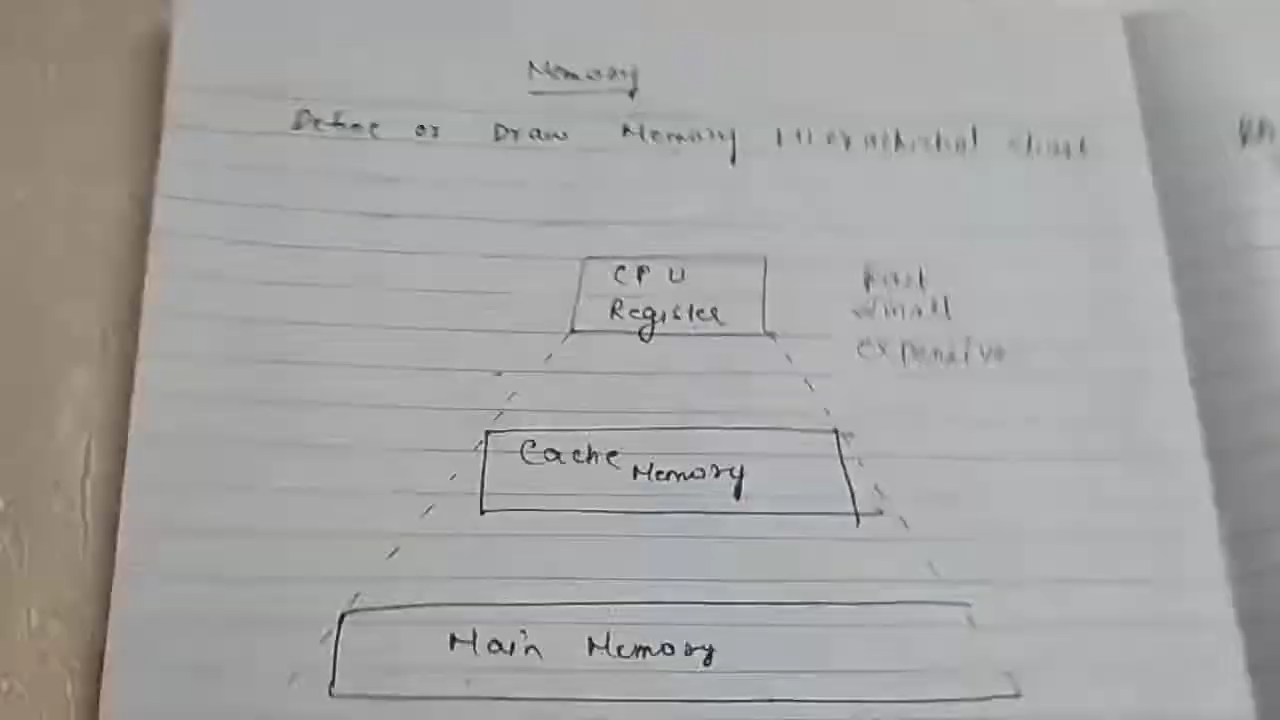 Memory
Define or Draw Memory Hierarchical chart
CPU
Register
Fast
Small
expensive
Cache Memory
Main Memory